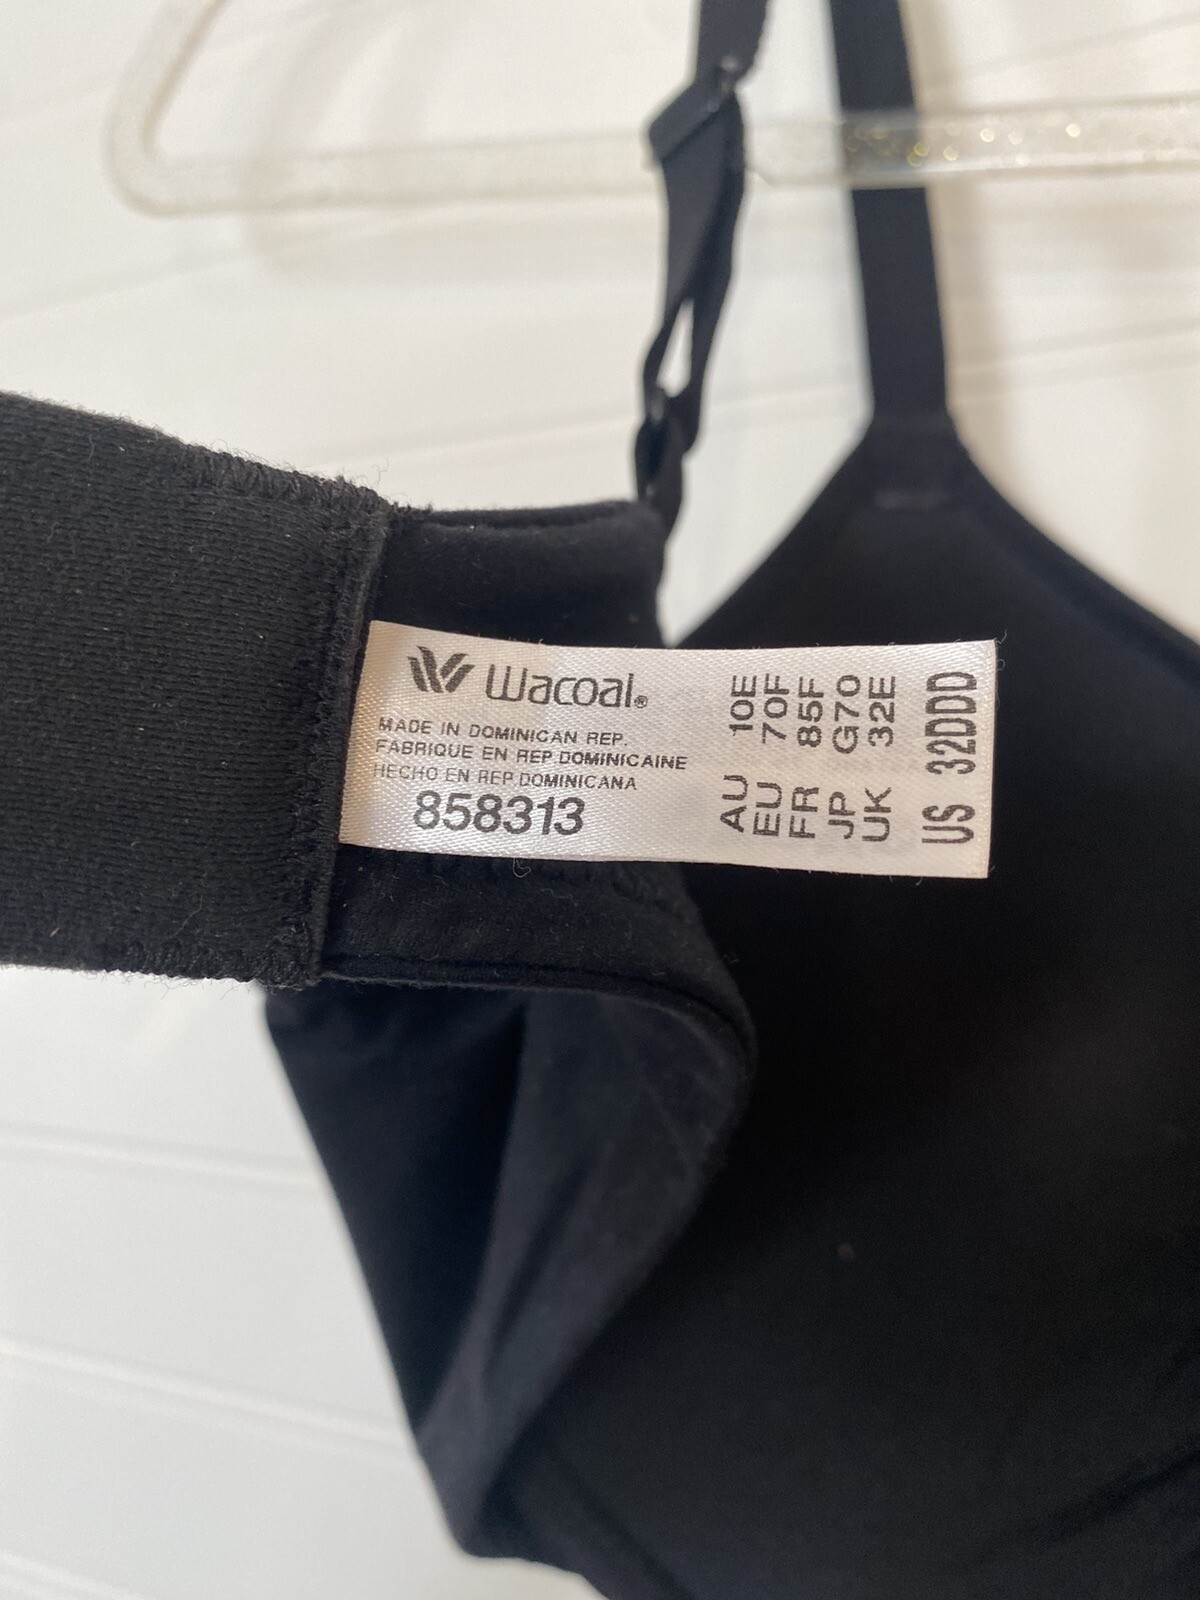 Wacoal®
MADE IN DOMINICAN REP.
FABRIQUE EN REP DOMINICAINE
HECHO EN REP DOMINICANA
858313
AU 10E
EU 70F
FR 85F
JP G70
UK 32E
US 32DDD